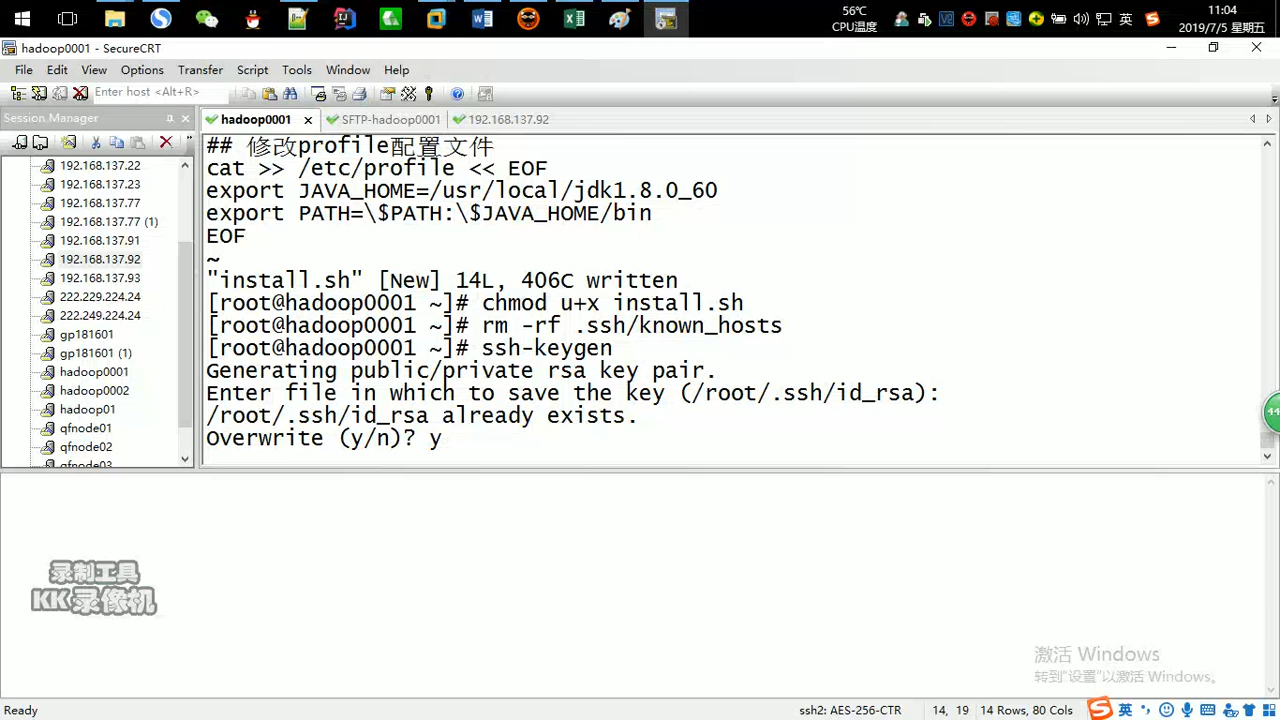 56℃
CPU温度
英
11:04
2019/7/5 星期五
hadoop0001 - SecureCRT
File Edit View Options Transfer Script Tools Window Help
Enter host <Alt+R>
Session Manager
hadoop0001
SFTP-hadoop0001
192.168.137.92
192.168.137.22
192.168.137.23
192.168.137.77
192.168.137.77 (1)
192.168.137.91
192.168.137.92
192.168.137.93
222.229.224.24
222.249.224.24
gp181601
gp181601 (1)
hadoop0001
hadoop0002
hadoop01
qfnode01
qfnode02
qfnode03
## 修改profile配置文件
cat >> /etc/profile << EOF
export JAVA_HOME=/usr/local/jdk1.8.0_60
export PATH=\$PATH:\$JAVA_HOME/bin
EOF
~
"install.sh" [New] 14L, 406C written
[root@hadoop0001 ~]# chmod u+x install.sh
[root@hadoop0001 ~]# rm -rf .ssh/known_hosts
[root@hadoop0001 ~]# ssh-keygen
Generating public/private rsa key pair.
Enter file in which to save the key (/root/.ssh/id_rsa):
/root/.ssh/id_rsa already exists.
Overwrite (y/n)? y
44
录制工具
KK录像机
激活 Windows
转到"设置"以激活 Windows。
Ready
ssh2: AES-256-CTR
14, 19
14 Rows, 80 Cols
英